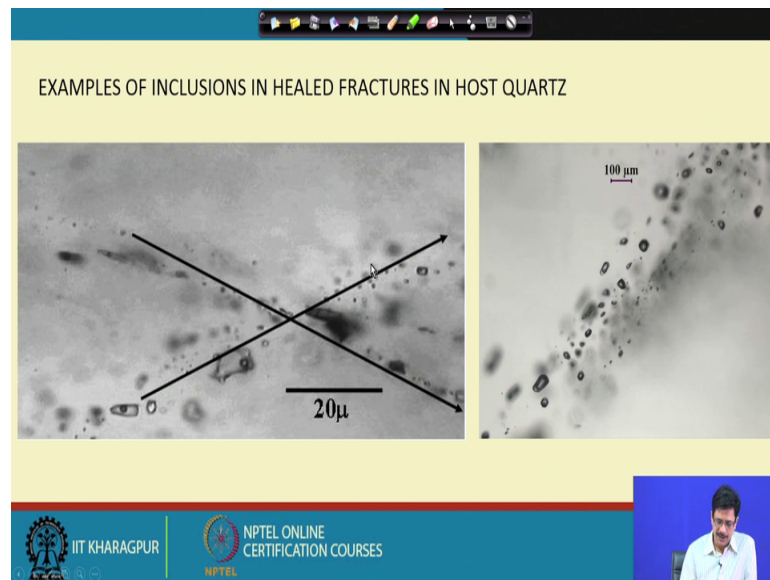 EXAMPLES OF INCLUSIONS IN HEALED FRACTURES IN HOST QUARTZ
100 µm
20µ
IIT KHARAGPUR
NPTEL
NPTEL ONLINE
CERTIFICATION COURSES